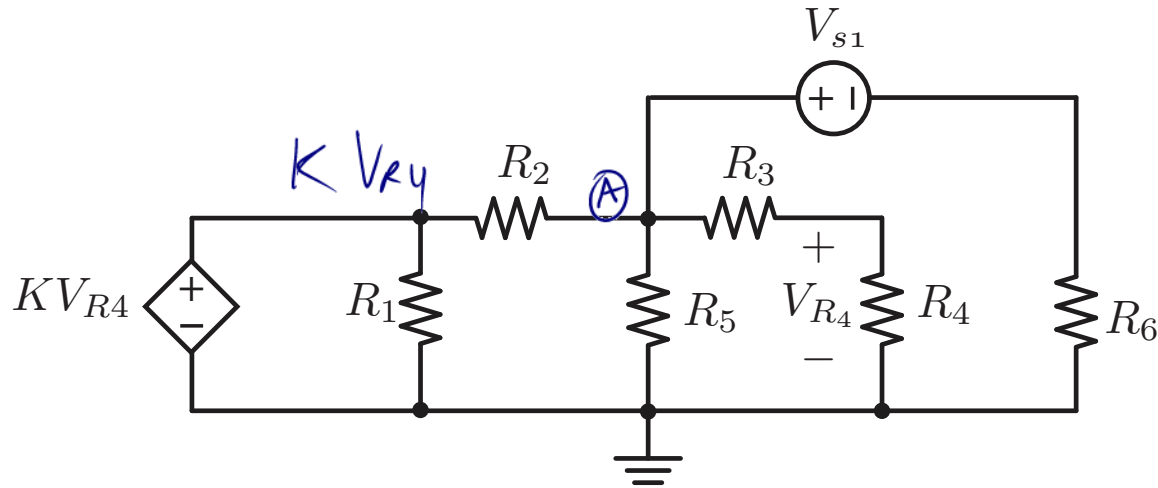 V_{s1}
+ −
K V_{R4}
R_2
A
R_3
KV_{R4}
+
−
R_1
R_5
+
V_{R_4}
−
R_4
R_6